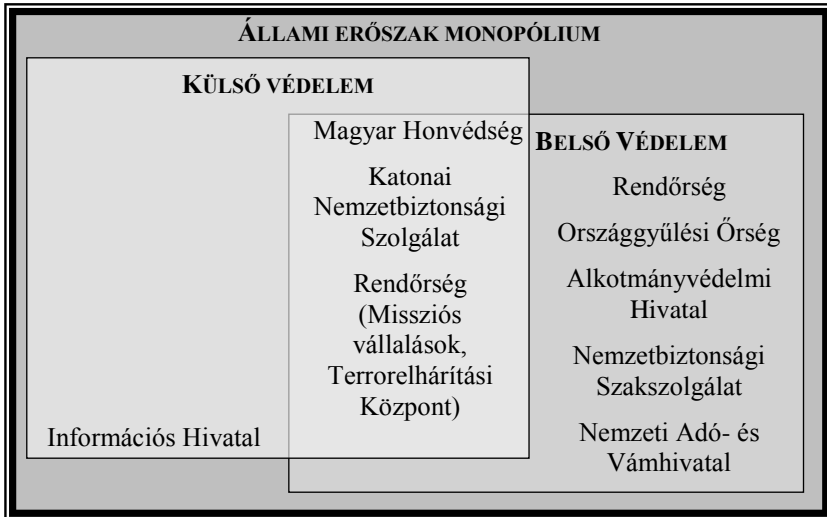 ÁLLAMI ERŐSZAK MONOPÓLIUM
KÜLSŐ VÉDELEM
Információs Hivatal
Magyar Honvédség
Katonai
Nemzetbiztonsági
Szolgálat
Rendőrség
(Missziós
vállalások,
Terrorelhárítási
Központ)
BELSŐ VÉDELEM
Rendőrség
Országgyűlési Őrség
Alkotmányvédelmi
Hivatal
Nemzetbiztonsági
Szakszolgálat
Nemzeti Adó- és
Vámhivatal